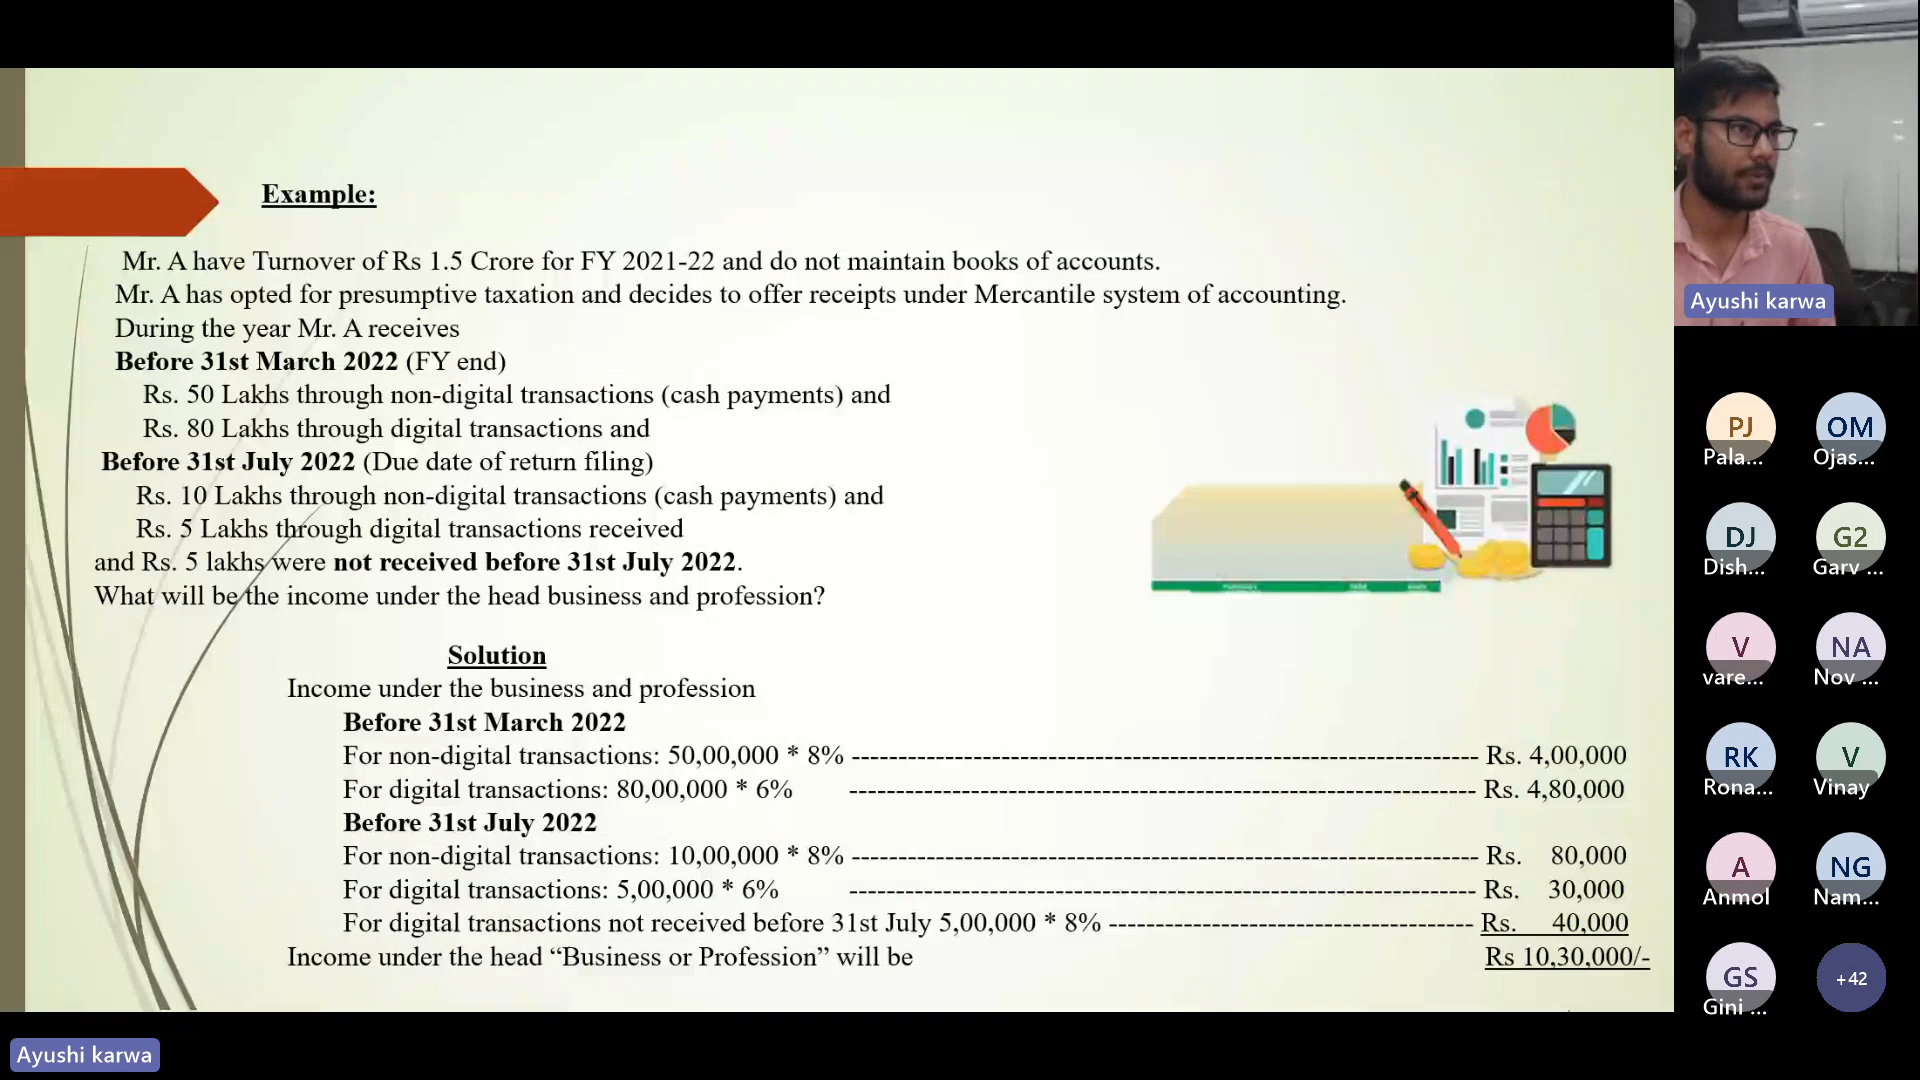 Example:
Mr. A have Turnover of Rs 1.5 Crore for FY 2021-22 and do not maintain books of accounts.
Mr. A has opted for presumptive taxation and decides to offer receipts under Mercantile system of accounting.
During the year Mr. A receives
Before 31st March 2022 (FY end)
Rs. 50 Lakhs through non-digital transactions (cash payments) and
Rs. 80 Lakhs through digital transactions and
Before 31st July 2022 (Due date of return filing)
Rs. 10 Lakhs through non-digital transactions (cash payments) and
Rs. 5 Lakhs through digital transactions received
and Rs. 5 lakhs were not received before 31st July 2022.
What will be the income under the head business and profession?
Solution
Income under the business and profession
Before 31st March 2022
For non-digital transactions: 50,00,000 * 8% ------------------------------------------------------------------------------- Rs. 4,00,000
For digital transactions: 80,00,000 * 6% ------------------------------------------------------------------------------- Rs. 4,80,000
Before 31st July 2022
For non-digital transactions: 10,00,000 * 8% ------------------------------------------------------------------------------- Rs. 80,000
For digital transactions: 5,00,000 * 6% ------------------------------------------------------------------------------- Rs. 30,000
For digital transactions not received before 31st July 5,00,000 * 8% ---------------------------------------------- Rs. 40,000
Income under the head “Business or Profession” will be Rs 10,30,000/-
Ayushi karwa
Ayushi karwa
PJ
Pala...
OM
Ojas...
DJ
Dish...
G2
Garv ...
V
vare...
NA
Nov ...
RK
Rona...
V
Vinay
A
Anmol
NG
Nam...
GS
Gini ...
+42